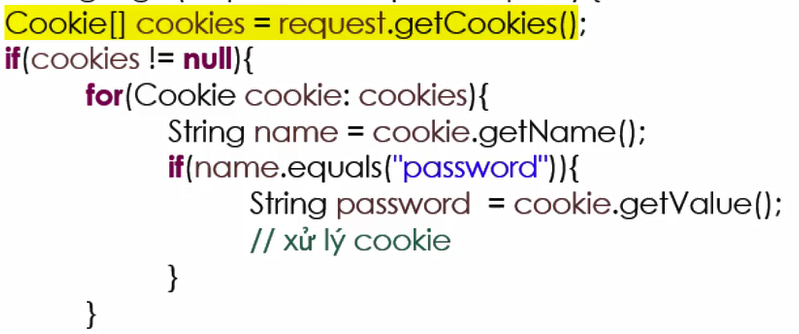 Cookie[] cookies = request.getCookies();
if(cookies != null){
for(Cookie cookie: cookies){
String name = cookie.getName();
if(name.equals("password")){
String password = cookie.getValue();
// xử lý cookie
}
}